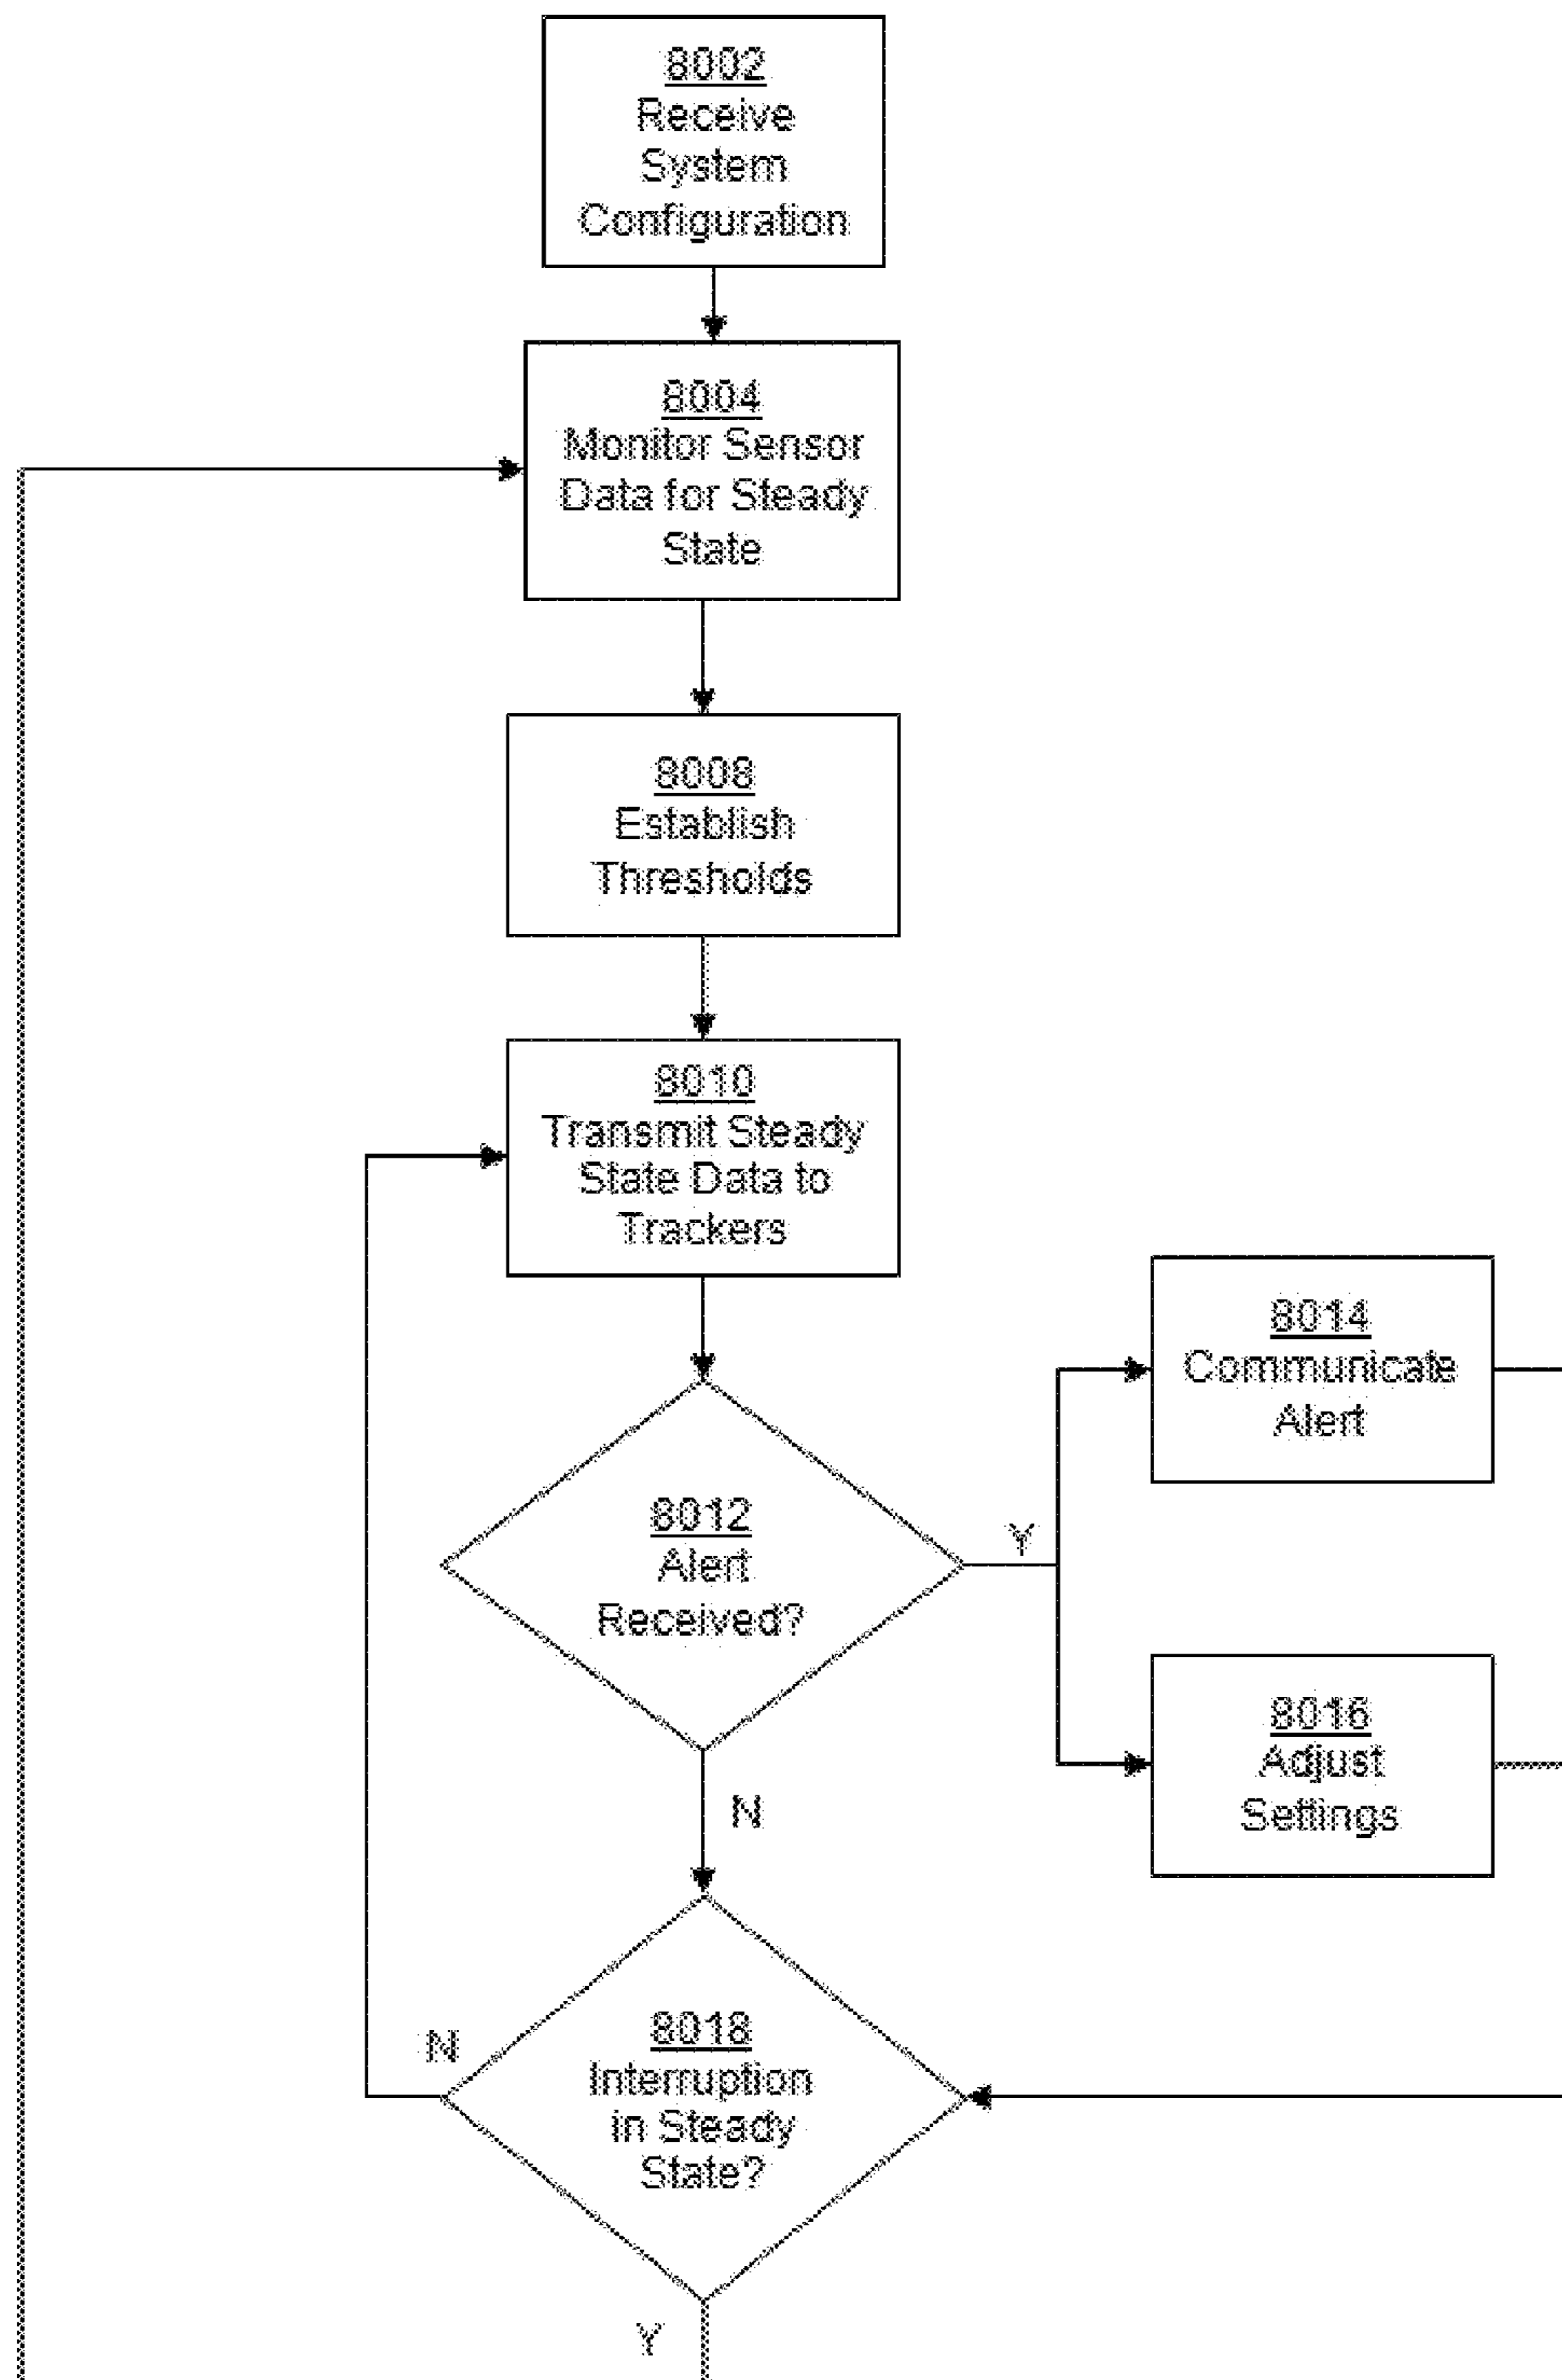 8002
Receive
System
Configuration
8004
Monitor Sensor
Data for Steady
State
8008
Establish
Thresholds
8010
Transmit Steady
State Data to
Trackers
8014
Communicate
Alert
8012
Alert
Received?
Y
8016
Adjust
Settings
N
8018
Interruption
in Steady
State?
N
Y